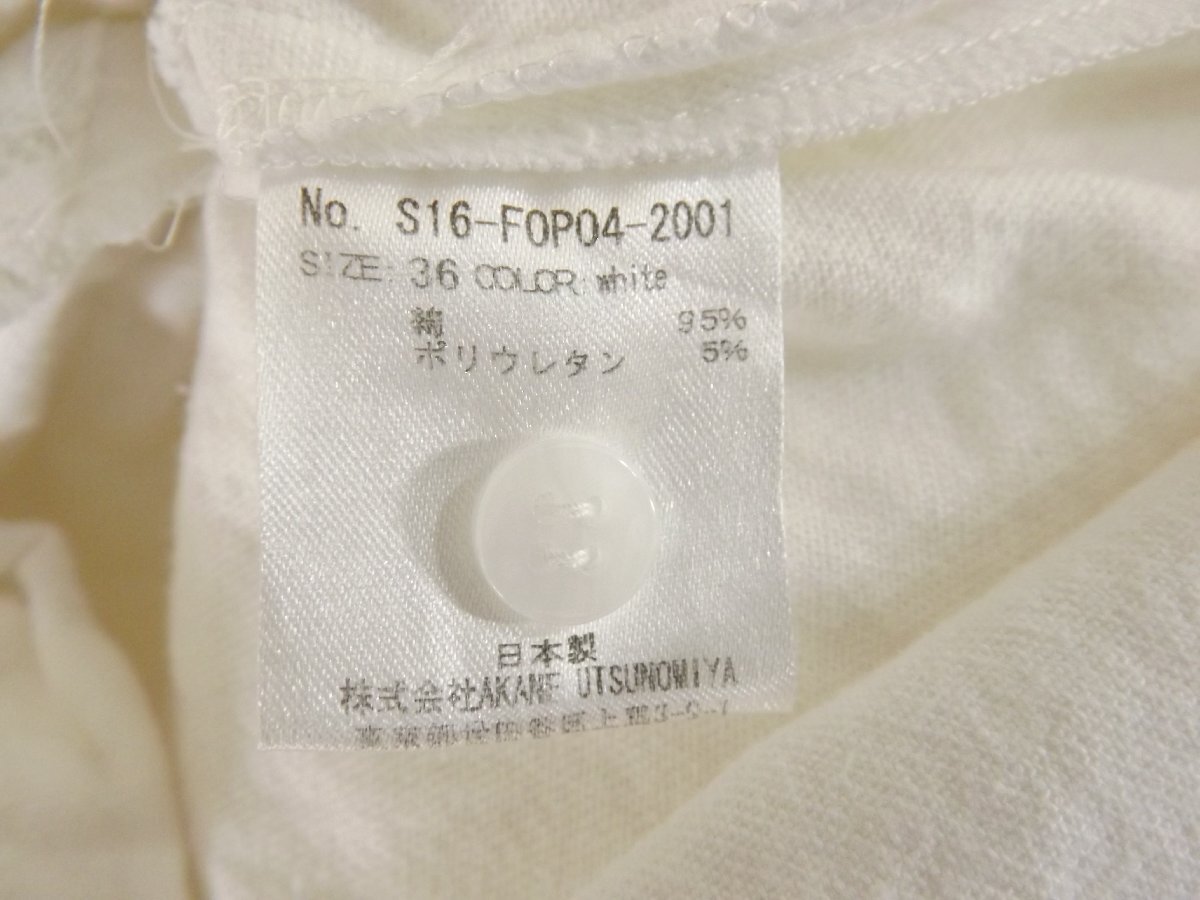 No. S16-FOP04-2001
SIZE: 36 COLOR: white
綿 95%
ポリウレタン 5%
日本製
株式会社AKANE UTSUNOMIYA